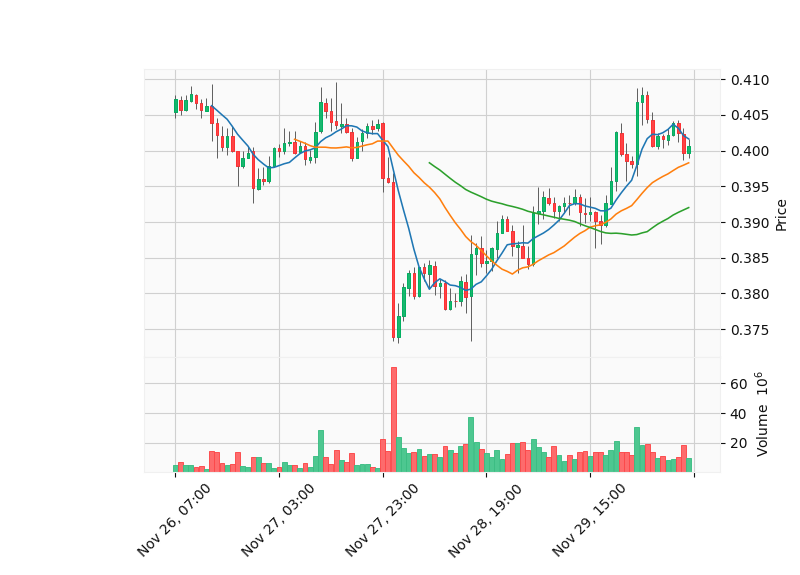 0.410
0.405
0.400
0.395
0.390
0.385
0.380
0.375
Price
60
40
20
Volume 10^6
Nov 26, 07:00
Nov 27, 03:00
Nov 27, 23:00
Nov 28, 19:00
Nov 29, 15:00